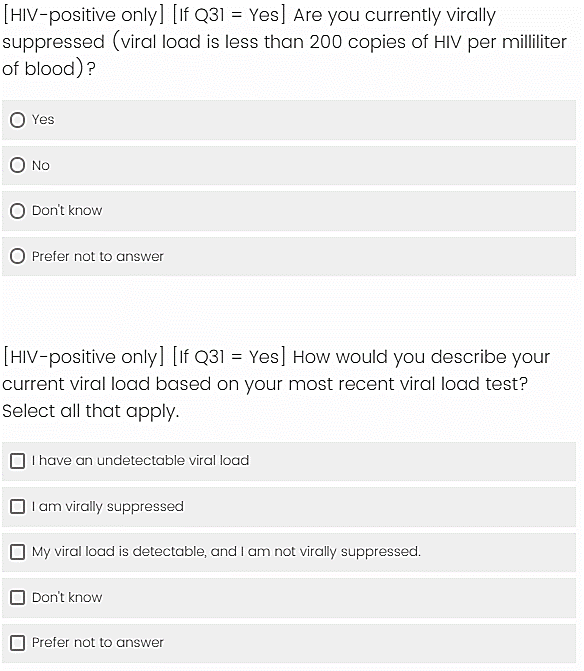 [HIV-positive only] [If Q31 = Yes] Are you currently virally
suppressed (viral load is less than 200 copies of HIV per milliliter
of blood)?
Yes
No
Don't know
Prefer not to answer
[HIV-positive only] [If Q31 = Yes] How would you describe your
current viral load based on your most recent viral load test?
Select all that apply.
I have an undetectable viral load
I am virally suppressed
My viral load is detectable, and I am not virally suppressed.
Don't know
Prefer not to answer